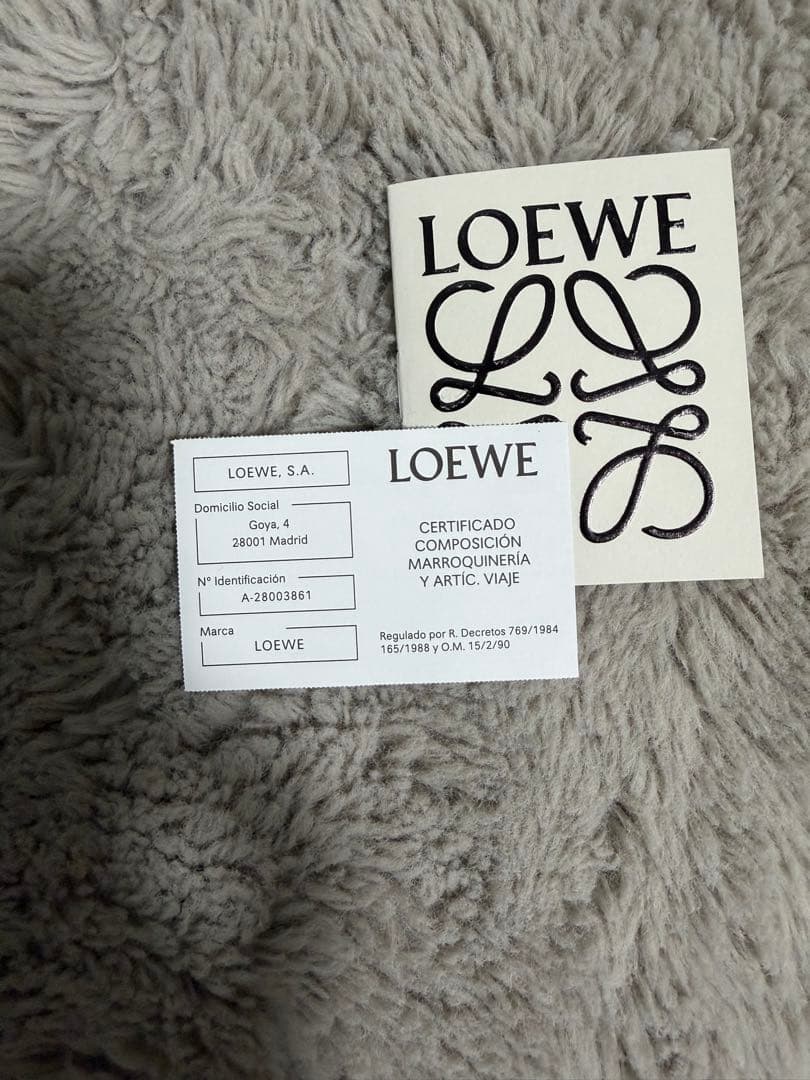 LOEWE
LOEWE, S.A.
Domicilio Social
Goya, 4
28001 Madrid
Nº Identificación
A-28003861
Marca
LOEWE
LOEWE
CERTIFICADO
COMPOSICIÓN
MARROQUINERÍA
Y ARTÍC. VIAJE
Regulado por R. Decretos 769/1984
165/1988 y O.M. 15/2/90